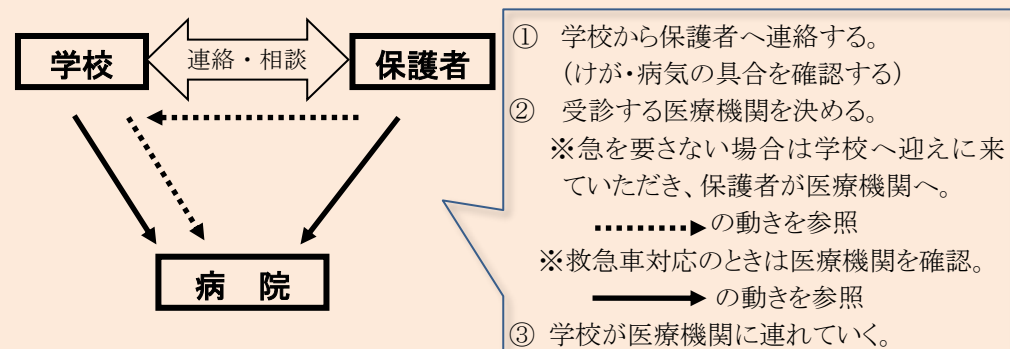 学校
連絡・相談
保護者
病 院
① 学校から保護者へ連絡する。
(けが・病気の具合を確認する)
② 受診する医療機関を決める。
※急を要さない場合は学校へ迎えに来
ていただき、保護者が医療機関へ。
の動きを参照
※救急車対応のときは医療機関を確認。
の動きを参照
③ 学校が医療機関に連れていく。